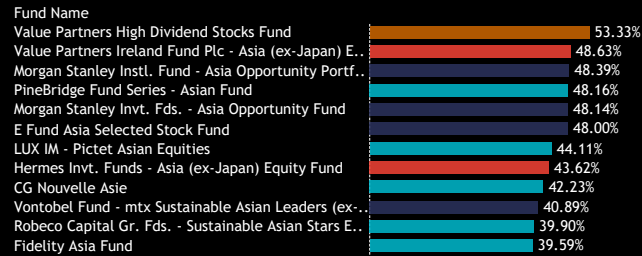 Fund Name
Value Partners High Dividend Stocks Fund 53.33%
Value Partners Ireland Fund Plc - Asia (ex-Japan) E.. 48.63%
Morgan Stanley Instl. Fund - Asia Opportunity Portf.. 48.39%
PineBridge Fund Series - Asian Fund 48.16%
Morgan Stanley Invt. Fds. - Asia Opportunity Fund 48.14%
E Fund Asia Selected Stock Fund 48.00%
LUX IM - Pictet Asian Equities 44.11%
Hermes Invt. Funds - Asia (ex-Japan) Equity Fund 43.62%
CG Nouvelle Asie 42.23%
Vontobel Fund - mtx Sustainable Asian Leaders (ex-.. 40.89%
Robeco Capital Gr. Fds. - Sustainable Asian Stars E.. 39.90%
Fidelity Asia Fund 39.59%